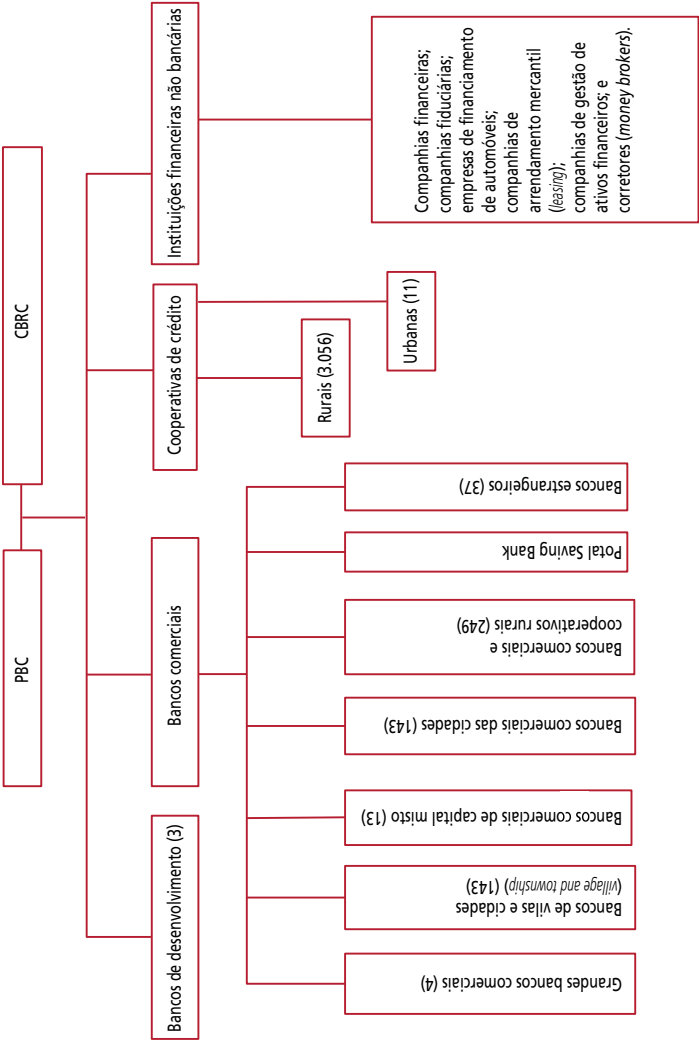 PBC
CBRC
Bancos de desenvolvimento (3)
Bancos comerciais
Cooperativas de crédito
Instituições financeiras não bancárias
Grandes bancos comerciais (4)
Bancos de vilas e cidades
(village and township) (143)
Bancos comerciais de capital misto (13)
Bancos comerciais das cidades (143)
Bancos comerciais e
cooperativos rurais (249)
Potal Saving Bank
Bancos estrangeiros (37)
Rurais (3.056)
Urbanas (11)
Companhias financeiras;
companhias fiduciárias;
empresas de financiamento
de automóveis;
companhias de
arrendamento mercantil
(leasing);
companhias de gestão de
ativos financeiros; e
corretores (money brokers).